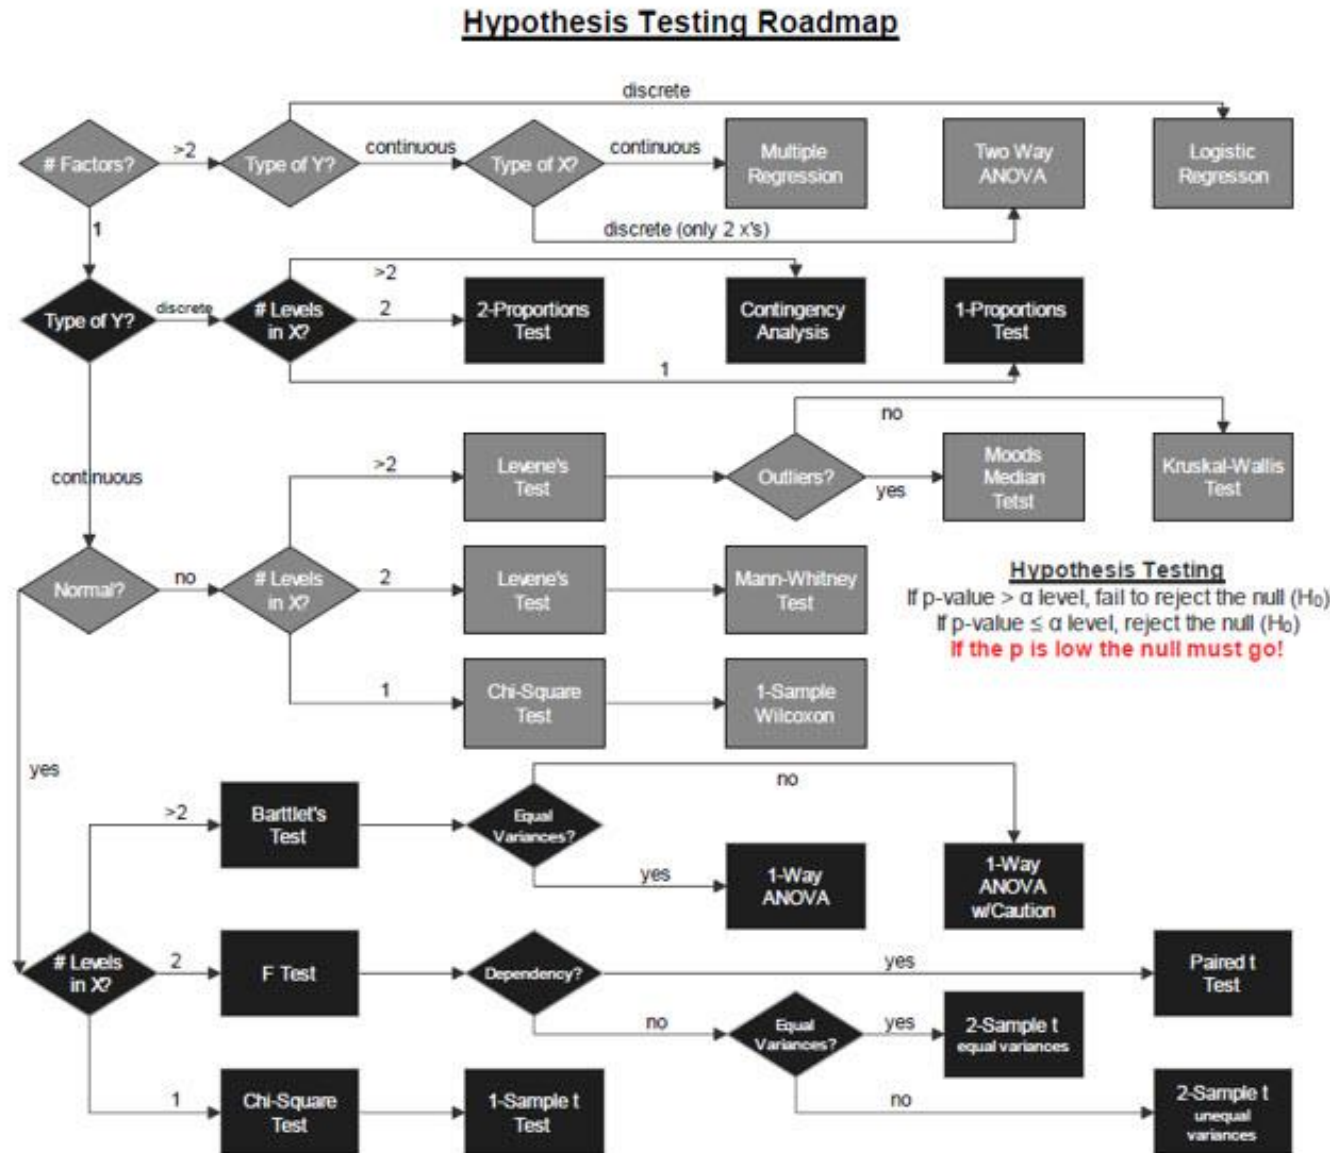 Hypothesis Testing Roadmap
discrete
# Factors?
>2
Type of Y?
continuous
Type of X?
continuous
Multiple
Regression
Two Way
ANOVA
Logistic
Regresson
discrete (only 2 x's)
1
Type of Y?
discrete
# Levels
in X?
>2
2
2-Proportions
Test
Contingency
Analysis
1-Proportions
Test
1
continuous
>2
Levene's
Test
Outliers?
no
yes
Moods
Median
Tetst
Kruskal-Wallis
Test
Normal?
no
# Levels
in X?
2
Levene's
Test
Mann-Whitney
Test
Hypothesis Testing
If p-value > α level, fail to reject the null (H₀)
If p-value ≤ α level, reject the null (H₀)
If the p is low the null must go!
1
Chi-Square
Test
1-Sample
Wilcoxon
yes
>2
Barttlet's
Test
Equal
Variances?
no
yes
1-Way
ANOVA
1-Way
ANOVA
w/Caution
# Levels
in X?
2
F Test
Dependency?
yes
Paired t
Test
no
Equal
Variances?
yes
2-Sample t
equal variances
1
Chi-Square
Test
1-Sample t
Test
no
2-Sample t
unequal
variances